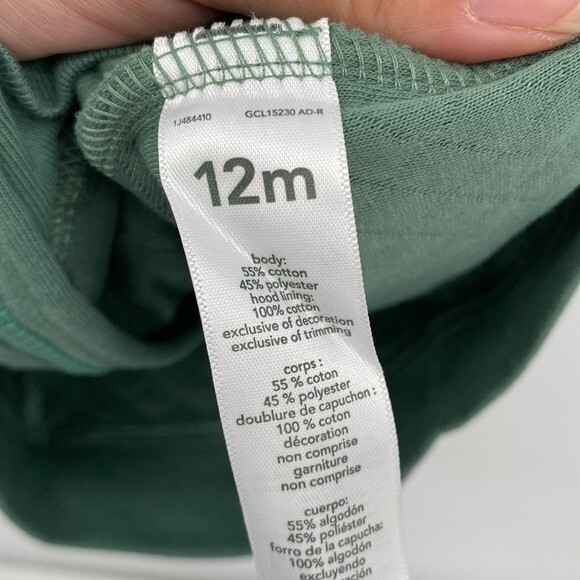 1J484410 GCL15230 AD-R
12m
body:
55% cotton
45% polyester
hood lining:
100% cotton
exclusive of decoration
exclusive of trimming
corps :
55 % coton
45 % polyester
doublure de capuchon :
100 % coton
décoration
non comprise
garniture
non comprise
cuerpo:
55% algodón
45% poliéster
forro de la capucha:
100% algodón
excluyendo